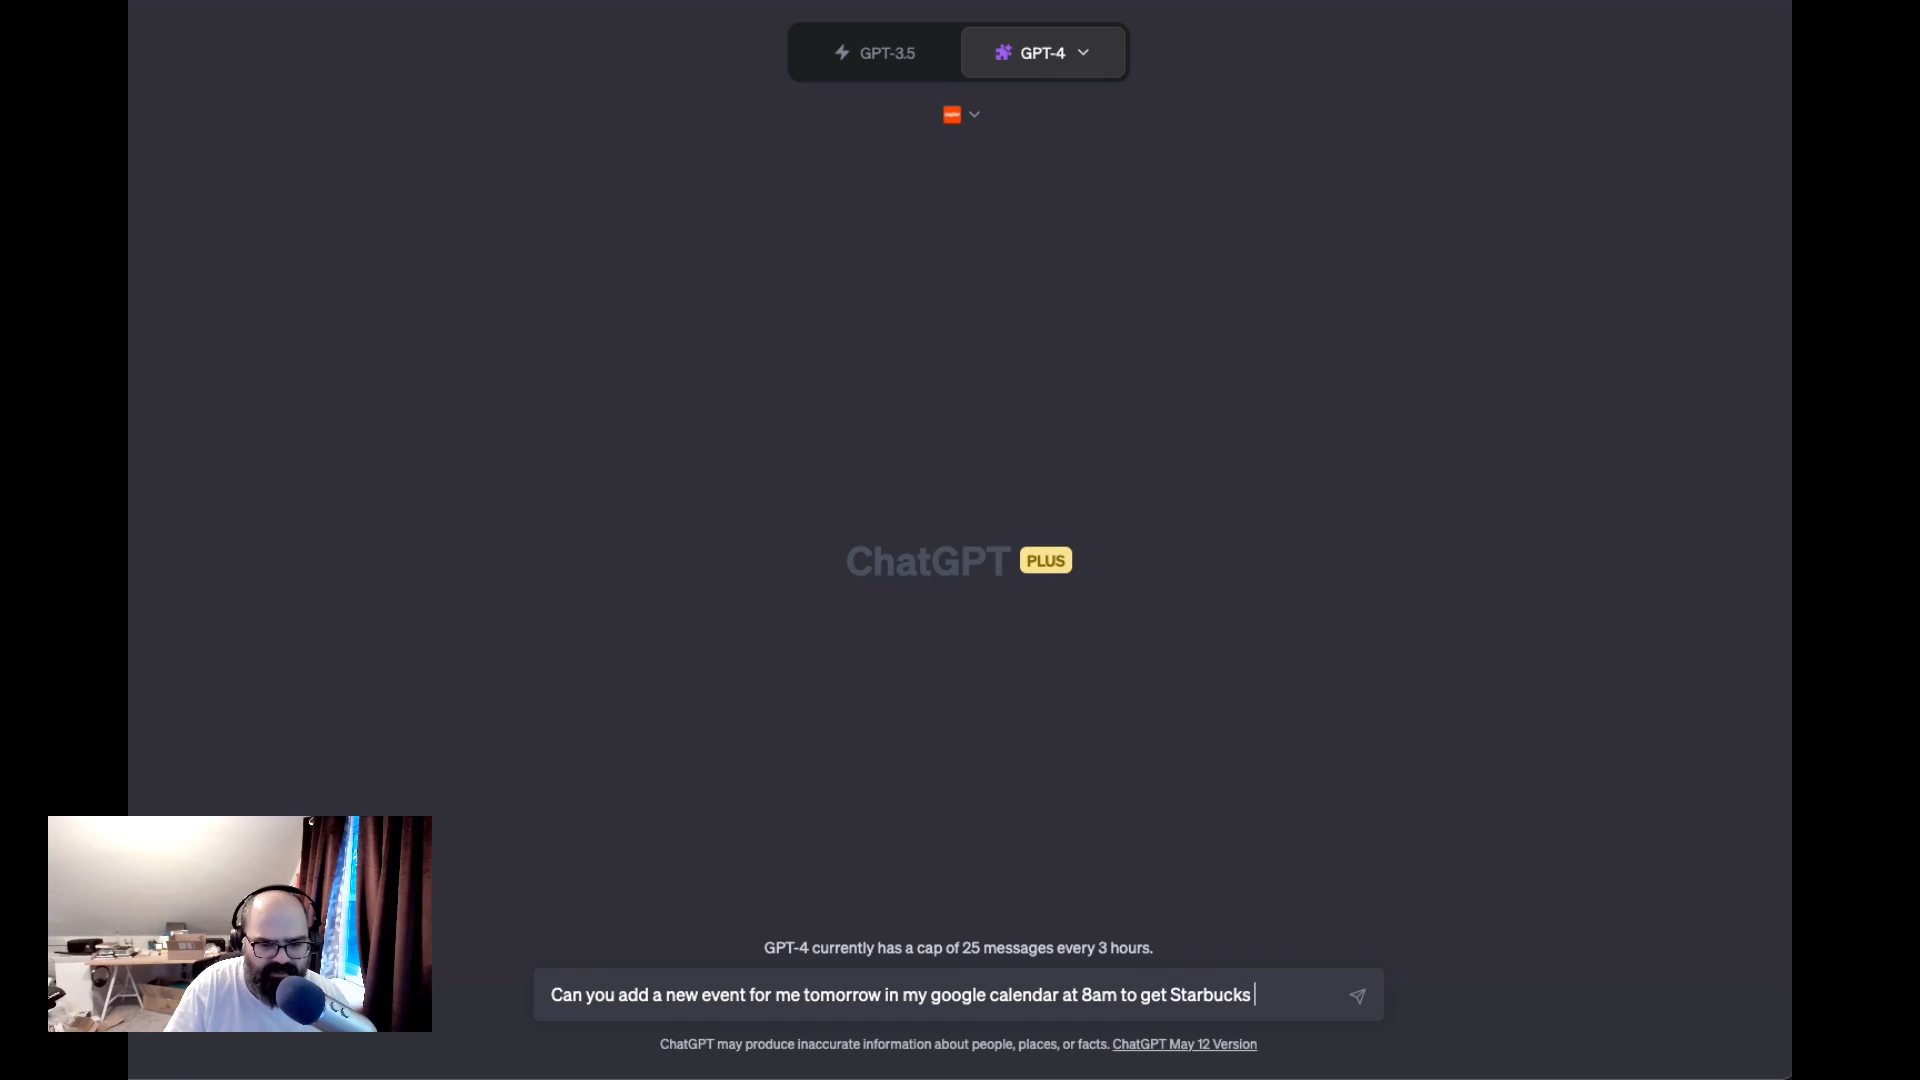 GPT-3.5
GPT-4
ChatGPT PLUS
GPT-4 currently has a cap of 25 messages every 3 hours.
Can you add a new event for me tomorrow in my google calendar at 8am to get Starbucks
ChatGPT may produce inaccurate information about people, places, or facts. ChatGPT May 12 Version